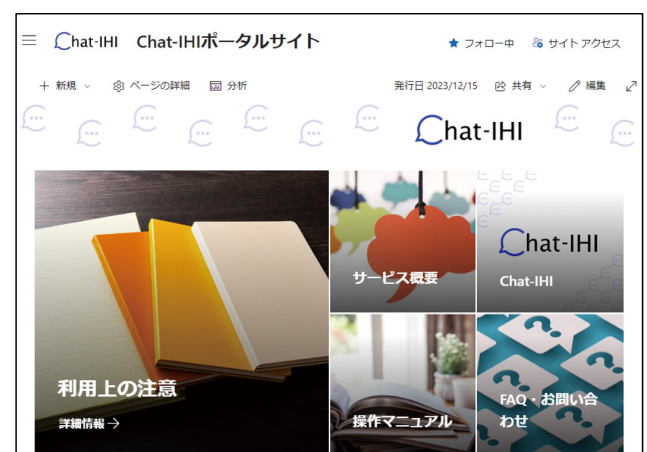 Chat-IHI Chat-IHIポータルサイト
フォロー中 サイト アクセス
新規 ページの詳細 分析
発行日 2023/12/15 共有 編集
Chat-IHI
利用上の注意
詳細情報 →
サービス概要
Chat-IHI
Chat-IHI
操作マニュアル
FAQ・お問い合
わせ